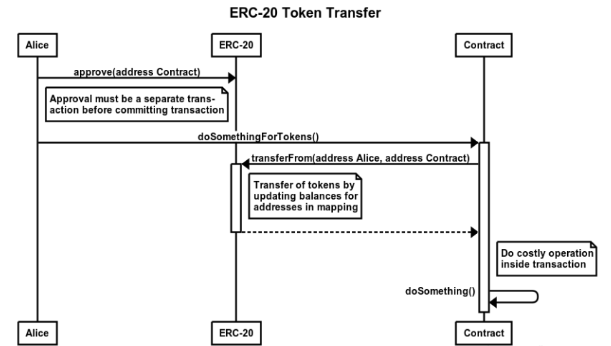 ERC-20 Token Transfer
Alice
ERC-20
Contract
approve(address Contract)
Approval must be a separate trans-
action before committing transaction
doSomethingForTokens()
transferFrom(address Alice, address Contract)
Transfer of tokens by
updating balances for
addresses in mapping
Do costly operation
inside transaction
doSomething()
Alice
ERC-20
Contract